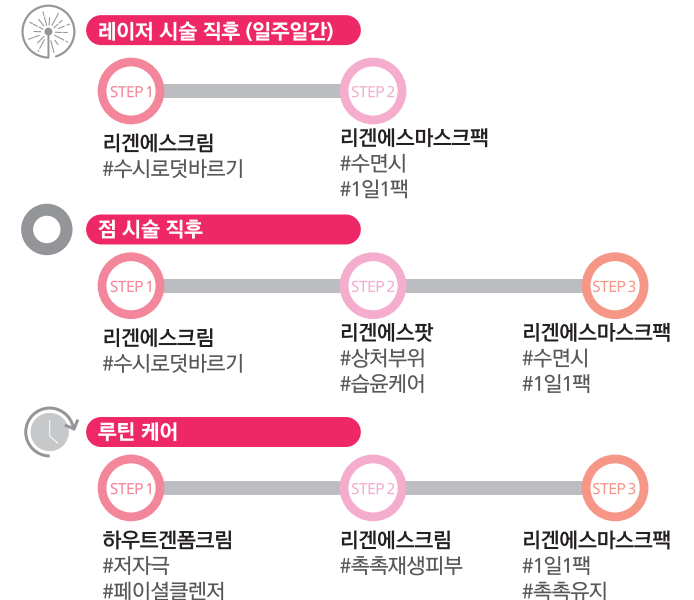 레이저 시술 직후 (일주일간)
STEP 1 STEP 2
리겐에스크림 리겐에스마스크팩
#수시로덧바르기 #수면시
#1일1팩
점 시술 직후
STEP 1 STEP 2 STEP 3
리겐에스크림 리겐에스팟 리겐에스마스크팩
#수시로덧바르기 #상처부위 #수면시
#습윤케어 #1일1팩
루틴 케어
STEP 1 STEP 2 STEP 3
하우트겐폼크림 리겐에스크림 리겐에스마스크팩
#저자극 #촉촉재생피부 #1일1팩
#페이셜클렌저 #촉촉유지